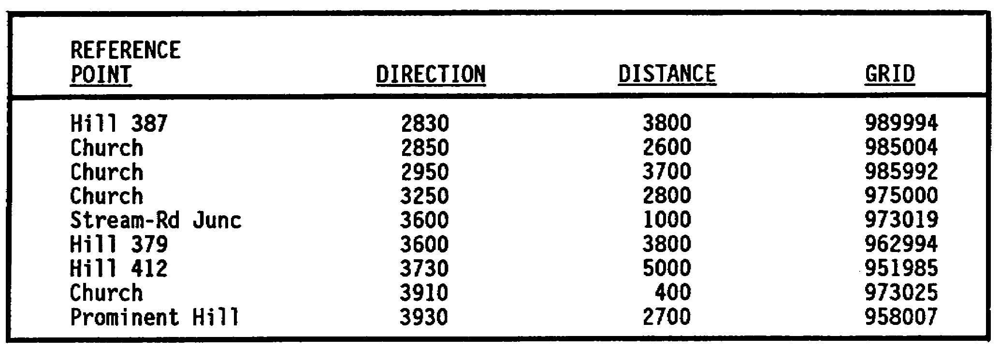 REFERENCE
POINT DIRECTION DISTANCE GRID
Hill 387 2830 3800 989994
Church 2850 2600 985004
Church 2950 3700 985992
Church 3250 2800 975000
Stream-Rd Junc 3600 1000 973019
Hill 379 3600 3800 962994
Hill 412 3730 5000 951985
Church 3910 400 973025
Prominent Hill 3930 2700 958007